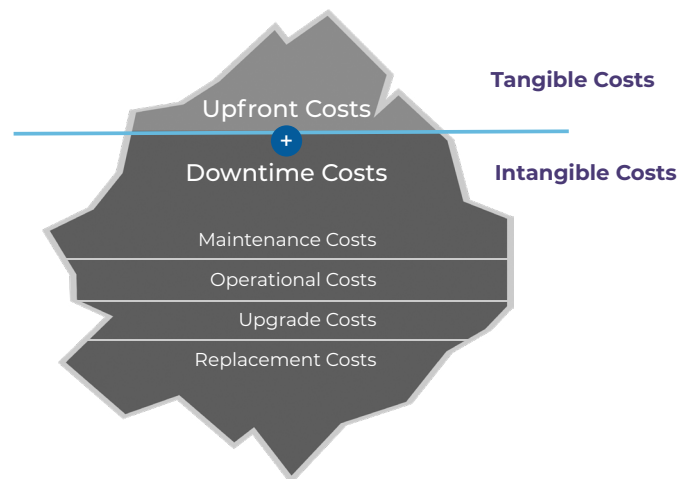 Tangible Costs
Upfront Costs
+
Downtime Costs
Intangible Costs
Maintenance Costs
Operational Costs
Upgrade Costs
Replacement Costs